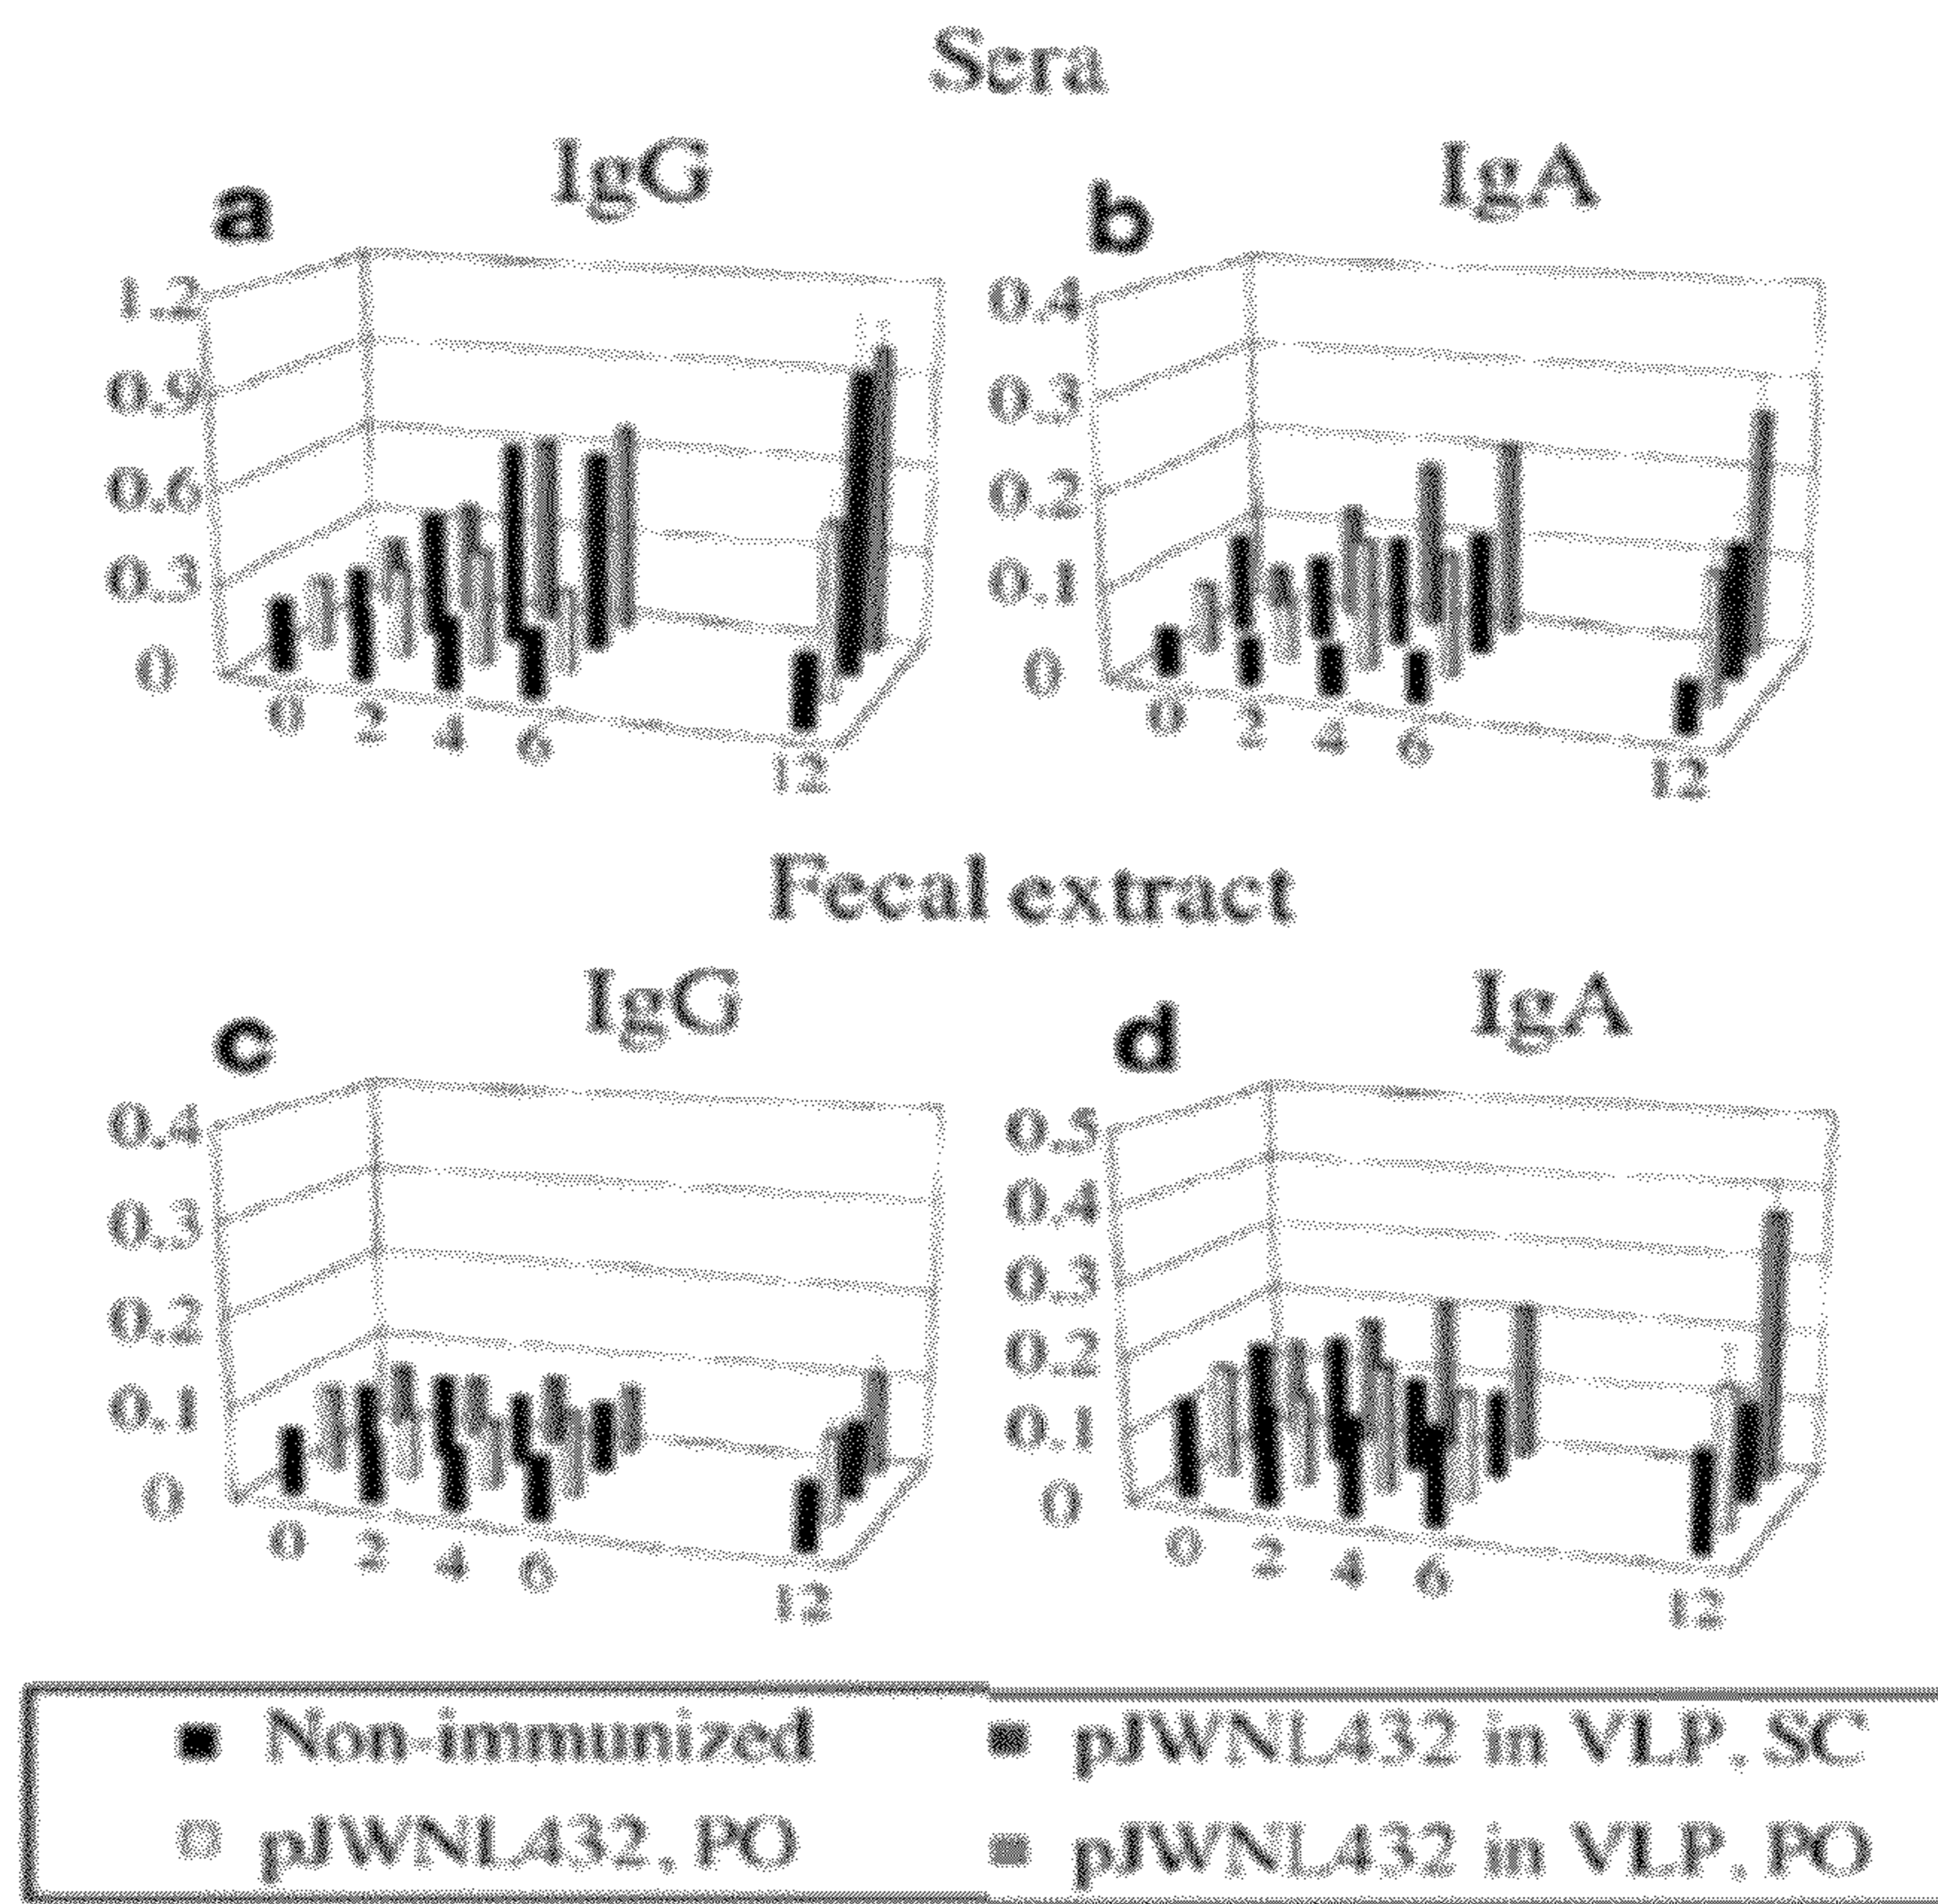 Sera
IgG
IgA
a
b
1.2
0.9
0.6
0.3
0
0 2 4 6 12
0.4
0.3
0.2
0.1
0
0 2 4 6 12
Fecal extract
IgG
IgA
c
d
0.4
0.3
0.2
0.1
0
0 2 4 6 12
0.5
0.4
0.3
0.2
0.1
0
0 2 4 6 12
Non-immunized
pJWNL432 in VLP, SC
pJWNL432, PO
pJWNL432 in VLP, PO